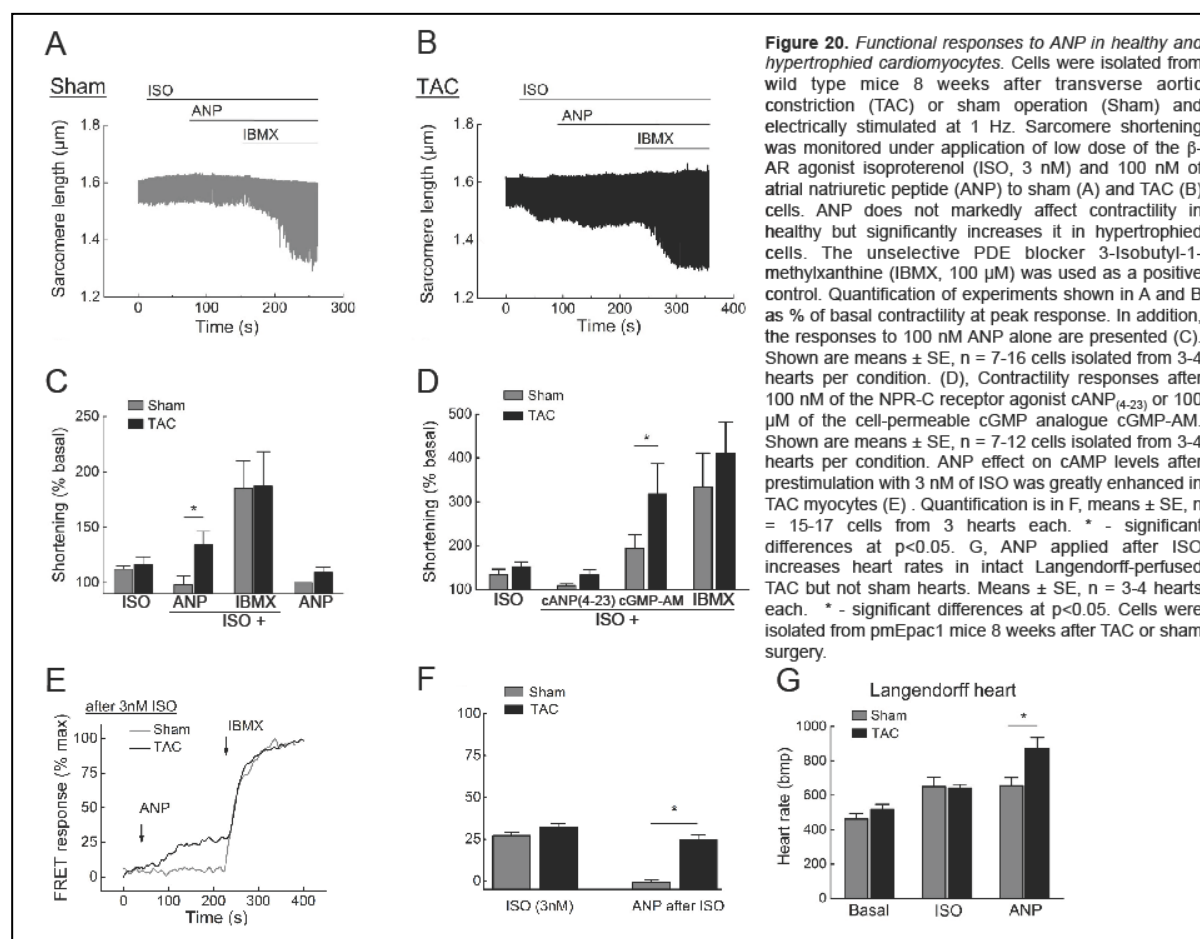 A
Sham
ISO
ANP
IBMX
Sarcomere length (µm)
1.8
1.6
1.4
1.2
0
100
200
300
Time (s)
B
TAC
ISO
ANP
IBMX
Sarcomere length (µm)
1.8
1.6
1.4
1.2
0
100
200
300
400
Time (s)
Figure 20. Functional responses to ANP in healthy and
hypertrophied cardiomyocytes. Cells were isolated from
wild type mice 8 weeks after transverse aortic
constriction (TAC) or sham operation (Sham) and
electrically stimulated at 1 Hz. Sarcomere shortening
was monitored under application of low dose of the β-
AR agonist isoproterenol (ISO, 3 nM) and 100 nM of
atrial natriuretic peptide (ANP) to sham (A) and TAC (B)
cells. ANP does not markedly affect contractility in
healthy but significantly increases it in hypertrophied
cells. The unselective PDE blocker 3-Isobutyl-1-
methylxanthine (IBMX, 100 µM) was used as a positive
control. Quantification of experiments shown in A and B
as % of basal contractility at peak response. In addition,
the responses to 100 nM ANP alone are presented (C).
Shown are means ± SE, n = 7-16 cells isolated from 3-4
hearts per condition. (D), Contractility responses after
100 nM of the NPR-C receptor agonist cANP(4-23) or 100
µM of the cell-permeable cGMP analogue cGMP-AM.
Shown are means ± SE, n = 7-12 cells isolated from 3-4
hearts per condition. ANP effect on cAMP levels after
prestimulation with 3 nM of ISO was greatly enhanced in
TAC myocytes (E) . Quantification is in F, means ± SE, n
= 15-17 cells from 3 hearts each. * - significant
differences at p<0.05. G, ANP applied after ISO
increases heart rates in intact Langendorff-perfused
TAC but not sham hearts. Means ± SE, n = 3-4 hearts
each. * - significant differences at p<0.05. Cells were
isolated from pmEpac1 mice 8 weeks after TAC or sham
surgery.
C
Sham
TAC
Shortening (% basal)
250
200
150
100
*
ISO
ANP
IBMX
ANP
ISO +
D
Sham
TAC
Shortening (% basal)
500
400
300
200
100
*
ISO
cANP(4-23)
cGMP-AM
IBMX
ISO +
E
after 3nM ISO
Sham
TAC
IBMX
ANP
FRET response (% max)
100
75
50
25
0
0
100
200
300
400
Time (s)
F
Sham
TAC
100
75
50
25
0
*
ISO (3nM)
ANP after ISO
G
Langendorff heart
Sham
TAC
Heart rate (bmp)
1000
800
600
400
200
0
*
Basal
ISO
ANP